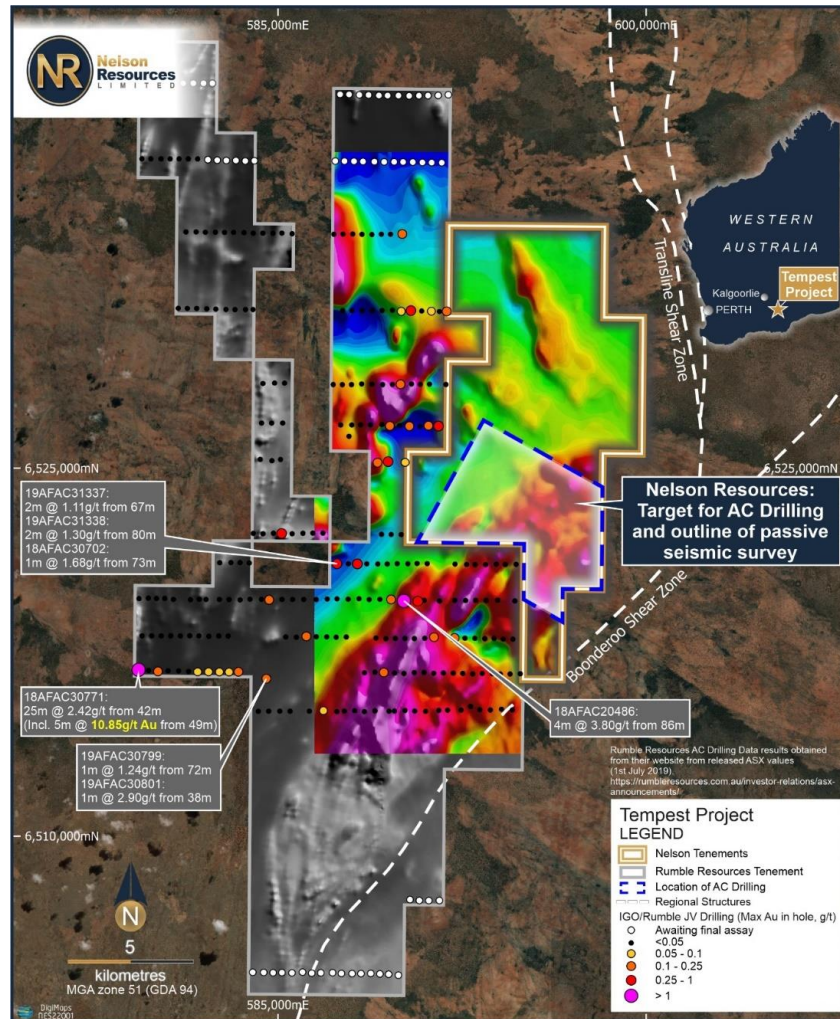 585,000mE
600,000mE
NR
Nelson
Resources
LIMITED
WESTERN
AUSTRALIA
Kalgoorlie
PERTH
Tempest
Project
Transline Shear Zone
6,525,000mN
6,525,000mN
19AFAC31337:
2m @ 1.11g/t from 67m
19AFAC31338:
2m @ 1.30g/t from 80m
18AFAC30702:
1m @ 1.68g/t from 73m
Nelson Resources:
Target for AC Drilling
and outline of passive
seismic survey
Boonderoo Shear Zone
18AFAC30771:
25m @ 2.42g/t from 42m
(Incl. 5m @ 10.85g/t Au from 49m)
18AFAC20486:
4m @ 3.80g/t from 86m
19AFAC30799:
1m @ 1.24g/t from 72m
19AFAC30801:
1m @ 2.90g/t from 38m
Rumble Resources AC Drilling Data results obtained
from their website from released ASX values
(1st July 2019).
https://rumbleresources.com.au/investor-relations/asx-
announcements/
6,510,000mN
Tempest Project
LEGEND
Nelson Tenements
Rumble Resources Tenement
Location of AC Drilling
Regional Structures
IGO/Rumble JV Drilling (Max Au in hole, g/t)
Awaiting final assay
<0.05
0.05 - 0.1
0.1 - 0.25
0.25 - 1
> 1
N
5
kilometres
MGA zone 51 (GDA 94)
DigiMaps
NES22001
585,000mE